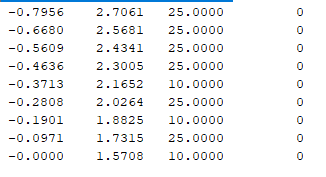 -0.7956 2.7061 25.0000 0
-0.6680 2.5681 25.0000 0
-0.5609 2.4341 25.0000 0
-0.4636 2.3005 25.0000 0
-0.3713 2.1652 10.0000 0
-0.2808 2.0264 25.0000 0
-0.1901 1.8825 10.0000 0
-0.0971 1.7315 25.0000 0
-0.0000 1.5708 10.0000 0